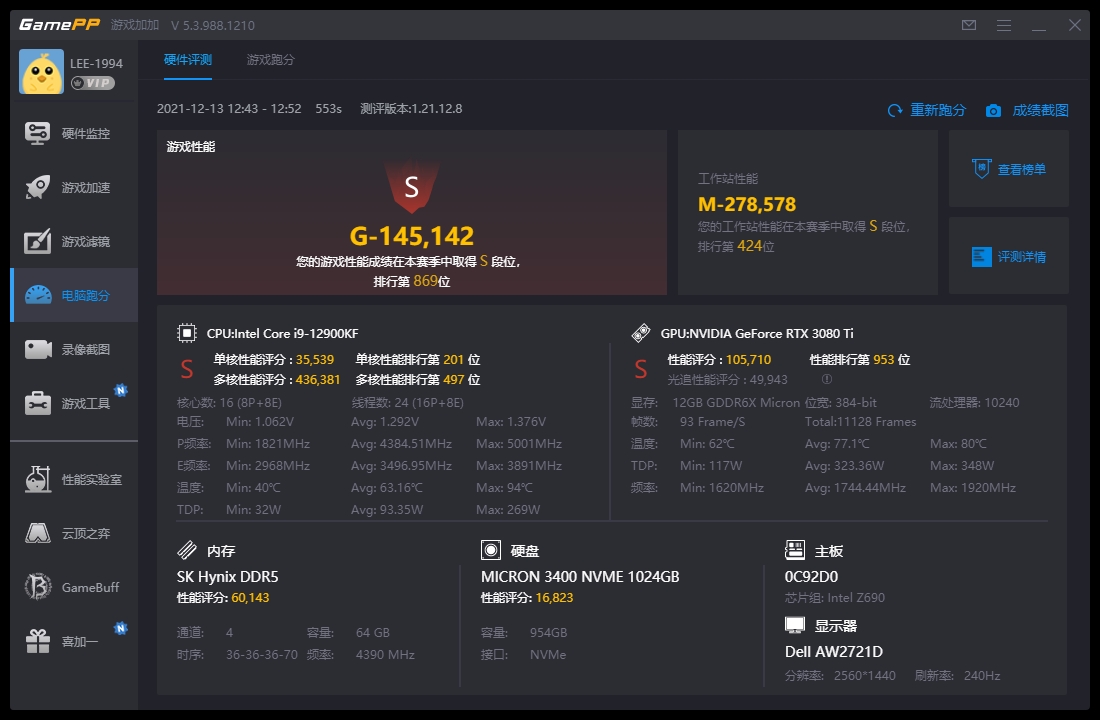 GamePP 游戏加加 V 5.3.988.1210
LEE-1994
VIP
硬件监控
游戏加速
游戏滤镜
电脑跑分
录像截图
游戏工具
N
性能实验室
云顶之弈
GameBuff
喜加一
N
硬件评测 游戏跑分
2021-12-13 12:43 - 12:52 553s 测评版本:1.21.12.8
重新跑分 成绩截图
游戏性能
S
G-145,142
您的游戏性能成绩在本赛季中取得 S 段位，
排行第 869位
工作站性能
M-278,578
您的工作站性能在本赛季中取得 S 段位，
排行第 424位
查看榜单
评测详情
CPU:Intel Core i9-12900KF
S
单核性能评分 : 35,539 单核性能排行第 201 位
多核性能评分 : 436,381 多核性能排行第 497 位
核心数: 16 (8P+8E) 线程数: 24 (16P+8E)
电压: Min: 1.062V Avg: 1.292V Max: 1.376V
P频率: Min: 1821MHz Avg: 4384.51MHz Max: 5001MHz
E频率: Min: 2968MHz Avg: 3496.95MHz Max: 3891MHz
温度: Min: 40℃ Avg: 63.16℃ Max: 94℃
TDP: Min: 32W Avg: 93.35W Max: 269W
GPU:NVIDIA GeForce RTX 3080 Ti
S
性能评分 : 105,710 性能排行第 953 位
光追性能评分 : 49,943
显存: 12GB GDDR6X Micron 位宽: 384-bit 流处理器: 10240
帧数: 93 Frame/S Total:11128 Frames
温度: Min: 62℃ Avg: 77.1℃ Max: 80℃
TDP: Min: 117W Avg: 323.36W Max: 348W
频率: Min: 1620MHz Avg: 1744.44MHz Max: 1920MHz
内存
SK Hynix DDR5
性能评分: 60,143
通道: 4 容量: 64 GB
时序: 36-36-36-70 频率: 4390 MHz
硬盘
MICRON 3400 NVME 1024GB
性能评分: 16,823
容量: 954GB
接口: NVMe
主板
0C92D0
芯片组: Intel Z690
显示器
Dell AW2721D
分辨率: 2560*1440 刷新率: 240Hz